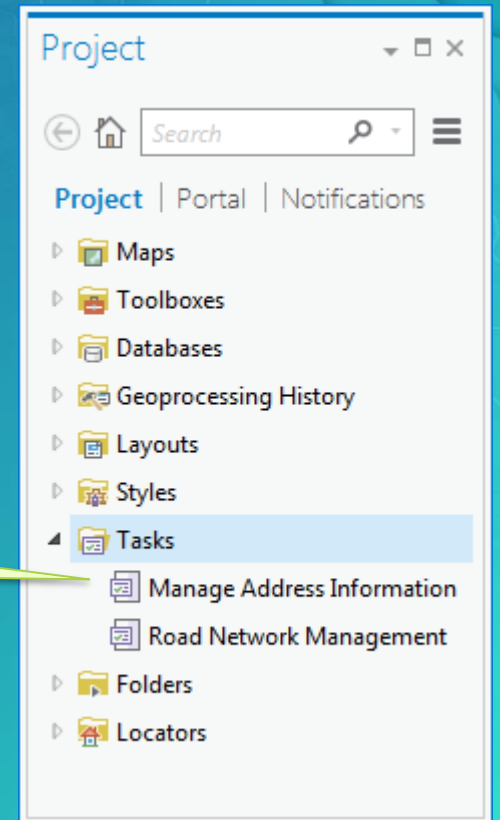 Project
Search
Project | Portal | Notifications
Maps
Toolboxes
Databases
Geoprocessing History
Layouts
Styles
Tasks
Manage Address Information
Road Network Management
Folders
Locators